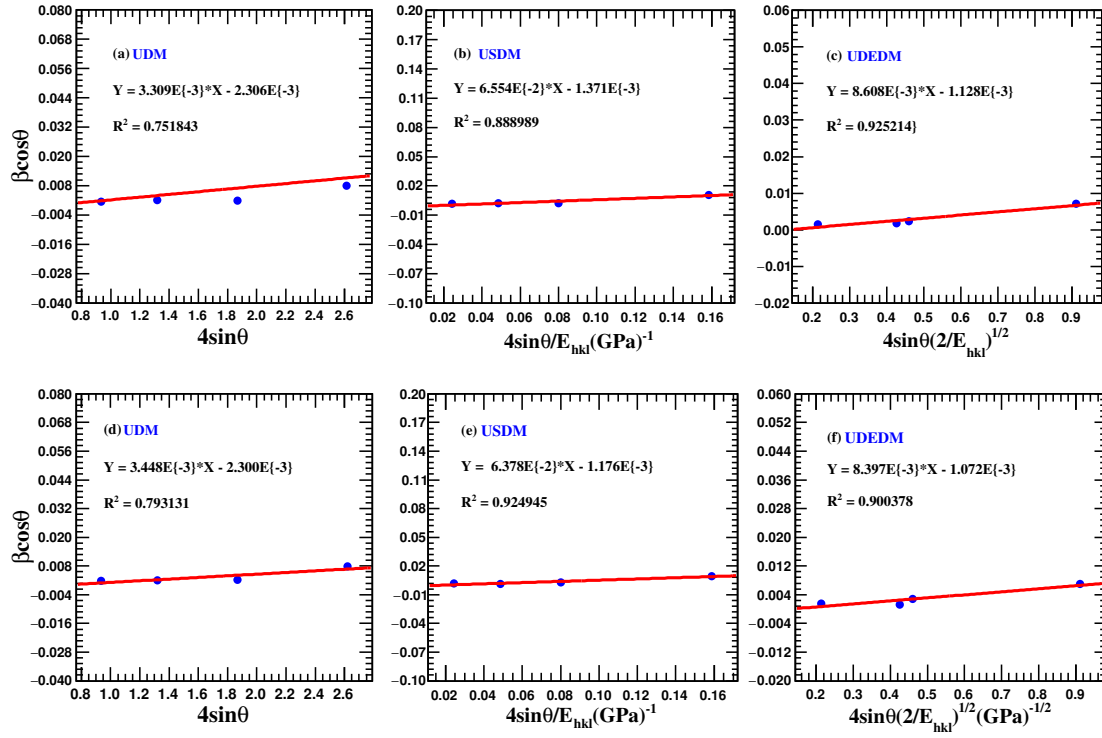 (a) UDM
Y = 3.309E{-3}*X - 2.306E{-3}
R² = 0.751843
βcosθ
0.080
0.068
0.056
0.044
0.032
0.020
0.008
−0.004
−0.016
−0.028
−0.040
0.8 1.0 1.2 1.4 1.6 1.8 2.0 2.2 2.4 2.6
4sinθ
(b) USDM
Y = 6.554E{-2}*X - 1.371E{-3}
R² = 0.888989
0.20
0.17
0.14
0.11
0.08
0.05
0.02
−0.01
−0.04
−0.07
−0.10
0.02 0.04 0.06 0.08 0.10 0.12 0.14 0.16
4sinθ/E_hkl(GPa)⁻¹
(c) UDEDM
Y = 8.608E{-3}*X - 1.128E{-3}
R² = 0.925214}
0.06
0.05
0.04
0.03
0.01
0.00
−0.01
−0.02
0.2 0.3 0.4 0.5 0.6 0.7 0.8 0.9
4sinθ(2/E_hkl)^1/2
(d) UDM
Y = 3.448E{-3}*X - 2.300E{-3}
R² = 0.793131
βcosθ
0.080
0.068
0.056
0.044
0.032
0.020
0.008
−0.004
−0.016
−0.028
−0.040
0.8 1.0 1.2 1.4 1.6 1.8 2.0 2.2 2.4 2.6
4sinθ
(e) USDM
Y = 6.378E{-2}*X - 1.176E{-3}
R² = 0.924945
0.20
0.17
0.14
0.11
0.08
0.05
0.02
−0.01
−0.04
−0.07
−0.10
0.02 0.04 0.06 0.08 0.10 0.12 0.14 0.16
4sinθ/E_hkl(GPa)⁻¹
(f) UDEDM
Y = 8.397E{-3}*X - 1.072E{-3}
R² = 0.900378
0.060
0.052
0.044
0.036
0.028
0.020
0.012
0.004
−0.004
−0.012
−0.020
0.2 0.3 0.4 0.5 0.6 0.7 0.8 0.9
4sinθ(2/E_hkl)^1/2(GPa)^-1/2